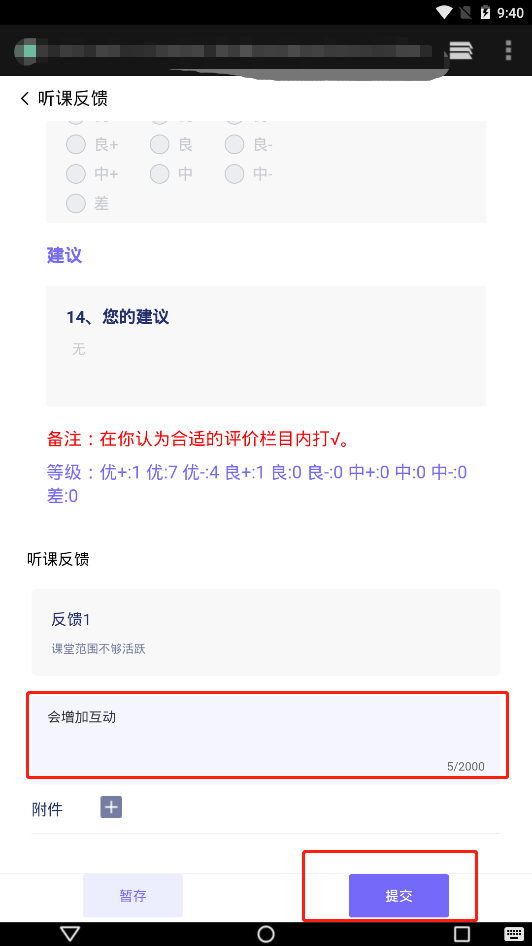 9:40
听课反馈
良+ 良 良-
中+ 中 中-
差
建议
14、您的建议
无
备注：在你认为合适的评价栏目内打√。
等级：优+:1 优:7 优-:4 良+:1 良:0 良-:0 中+:0 中:0 中-:0
差:0
听课反馈
反馈1
课堂范围不够活跃
会增加互动
5/2000
附件
暂存 提交